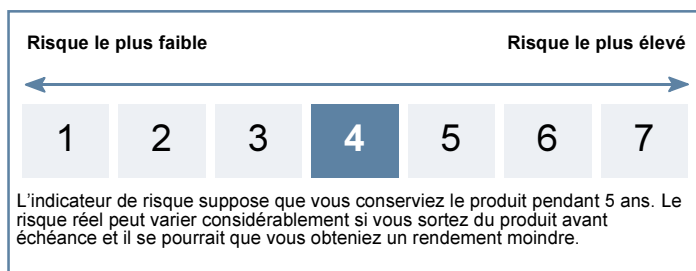 Risque le plus faible Risque le plus élevé
1 2 3 4 5 6 7
L'indicateur de risque suppose que vous conserviez le produit pendant 5 ans. Le
risque réel peut varier considérablement si vous sortez du produit avant
échéance et il se pourrait que vous obteniez un rendement moindre.